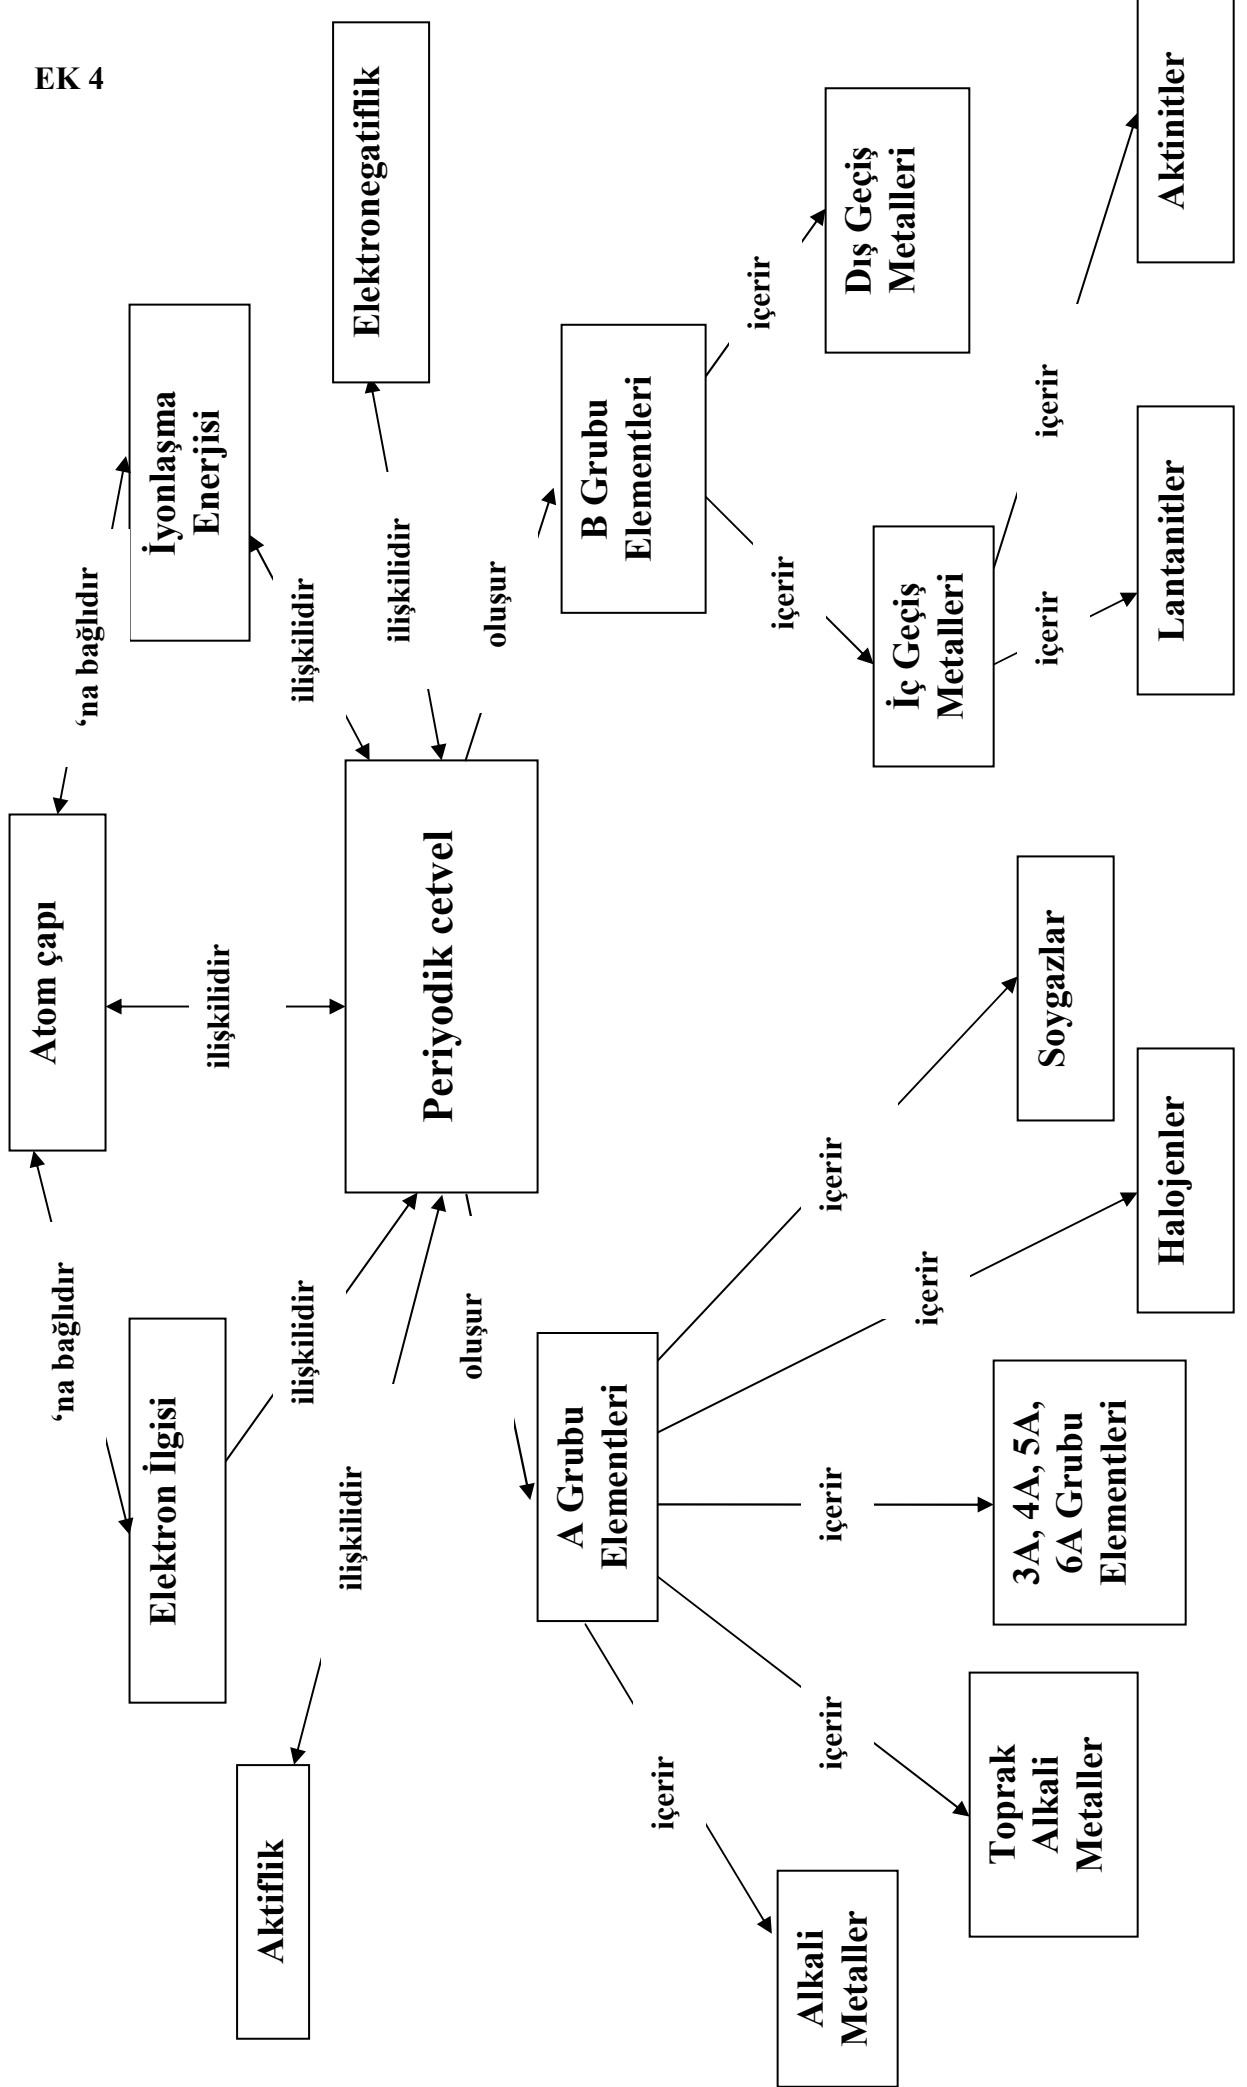 EK 4
Atom çapı
‘na bağlıdır
‘na bağlıdır
Elektron İlgisi
İyonlaşma
Enerjisi
ilişkilidir
Aktiflik
ilişkilidir
ilişkilidir
Elektronegatiflik
ilişkilidir
ilişkilidir
Periyodik cetvel
oluşur
oluşur
A Grubu
Elementleri
B Grubu
Elementleri
içerir
içerir
içerir
içerir
içerir
içerir
içerir
Alkali
Metaller
Toprak
Alkali
Metaller
3A, 4A, 5A,
6A Grubu
Elementleri
Halojenler
Soygazlar
İç Geçiş
Metalleri
Dış Geçiş
Metalleri
içerir
içerir
Lantanitler
Aktinitler